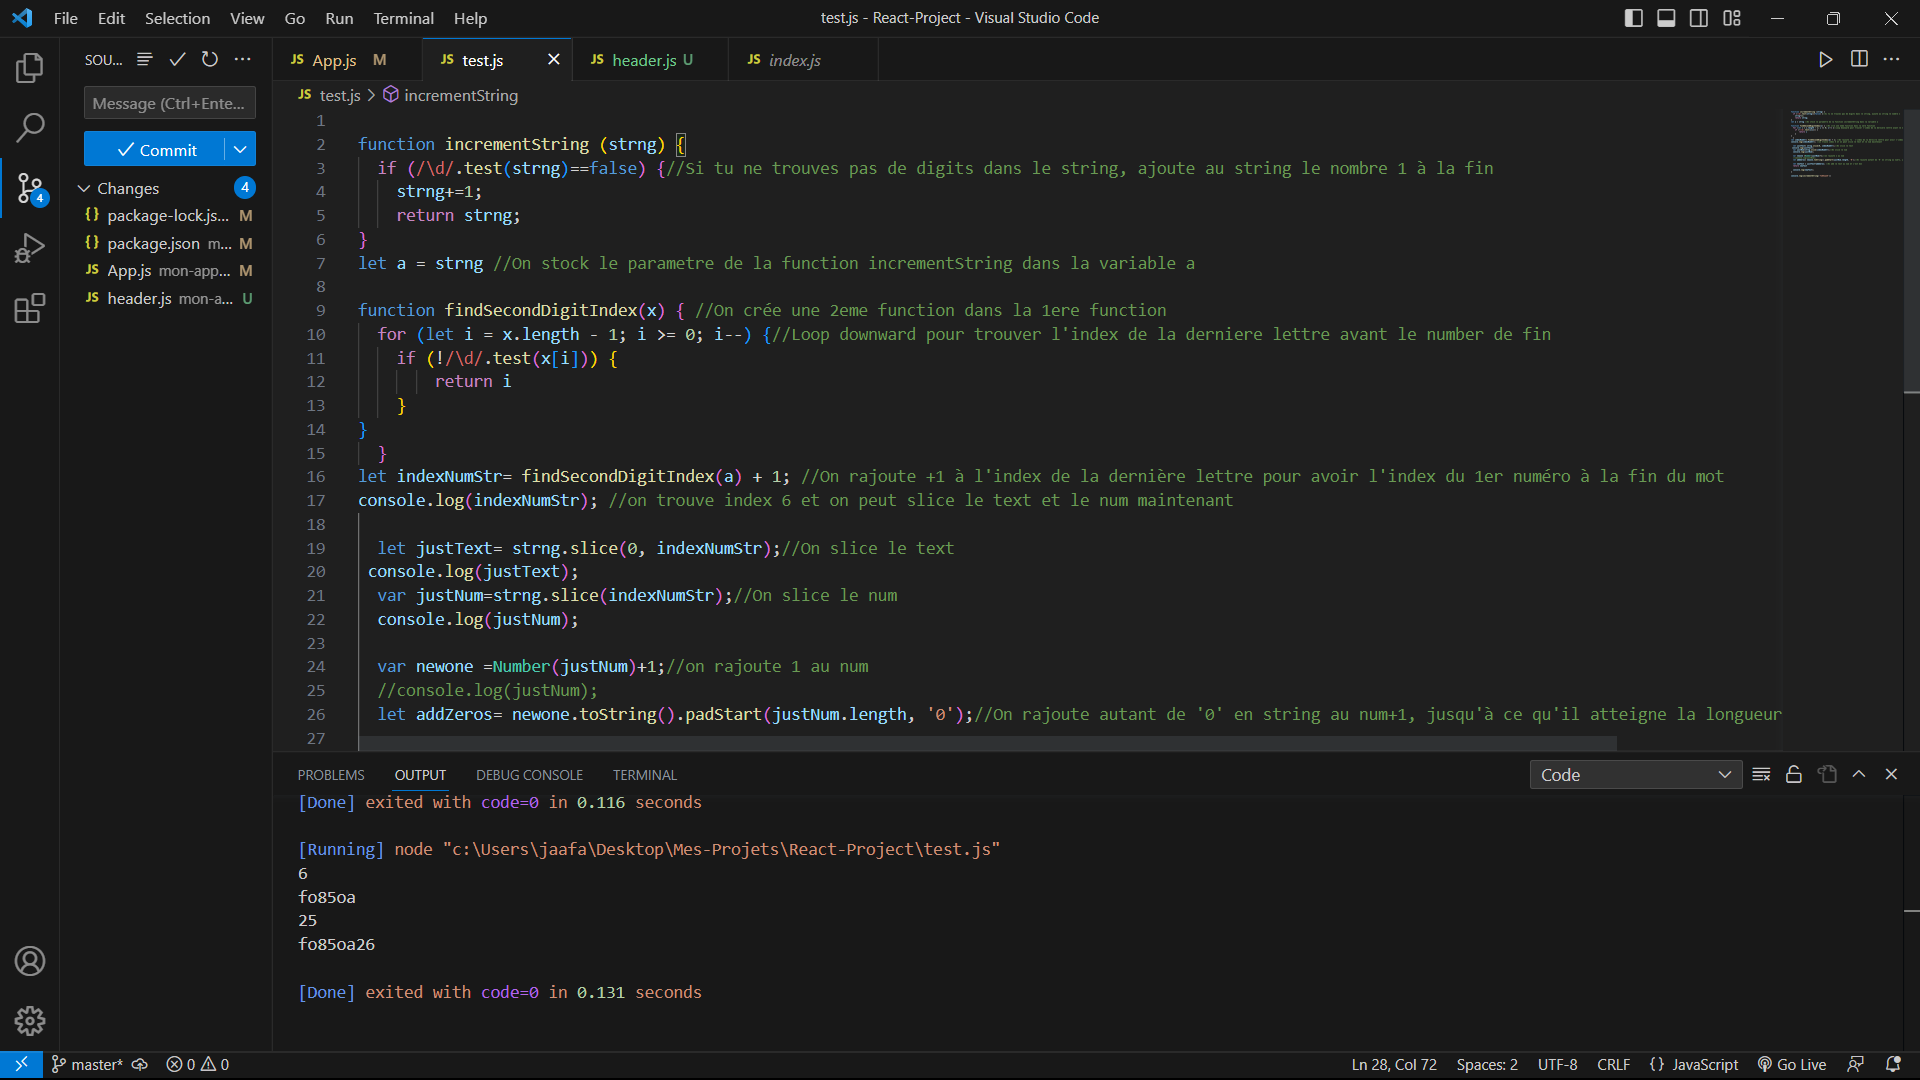 File Edit Selection View Go Run Terminal Help
test.js - React-Project - Visual Studio Code
SOU...
JS App.js M
JS test.js
JS header.js U
JS index.js
Message (Ctrl+Ente...
Commit
Changes 4
{} package-lock.js... M
{} package.json m... M
JS App.js mon-app... M
JS header.js mon-a... U
4
JS test.js > incrementString
1
2 function incrementString (strng) {
3 if (/\d/.test(strng)==false) {//Si tu ne trouves pas de digits dans le string, ajoute au string le nombre 1 à la fin
4 strng+=1;
5 return strng;
6 }
7 let a = strng //On stock le parametre de la function incrementString dans la variable a
8
9 function findSecondDigitIndex(x) { //On crée une 2eme function dans la 1ere function
10 for (let i = x.length - 1; i >= 0; i--) {//Loop downward pour trouver l'index de la derniere lettre avant le number de fin
11 if (!/\d/.test(x[i])) {
12 return i
13 }
14 }
15 }
16 let indexNumStr= findSecondDigitIndex(a) + 1; //On rajoute +1 à l'index de la dernière lettre pour avoir l'index du 1er numéro à la fin du mot
17 console.log(indexNumStr); //on trouve index 6 et on peut slice le text et le num maintenant
18
19 let justText= strng.slice(0, indexNumStr);//On slice le text
20 console.log(justText);
21 var justNum=strng.slice(indexNumStr);//On slice le num
22 console.log(justNum);
23
24 var newone =Number(justNum)+1;//on rajoute 1 au num
25 //console.log(justNum);
26 let addZeros= newone.toString().padStart(justNum.length, '0');//On rajoute autant de '0' en string au num+1, jusqu'à ce qu'il atteigne la longueur
27
PROBLEMS OUTPUT DEBUG CONSOLE TERMINAL
Code
[Done] exited with code=0 in 0.116 seconds
[Running] node "c:\Users\jaafa\Desktop\Mes-Projets\React-Project\test.js"
6
fo85oa
25
fo85oa26
[Done] exited with code=0 in 0.131 seconds
master* 0 0
Ln 28, Col 72 Spaces: 2 UTF-8 CRLF {} JavaScript Go Live